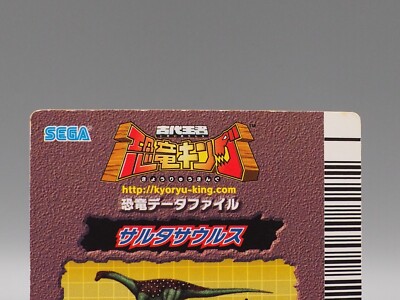 SEGA
古代王者
恐竜キング
きょうりゅうきんぐ
TM
http://kyoryu-king.com
恐竜データファイル
サルタサウルス